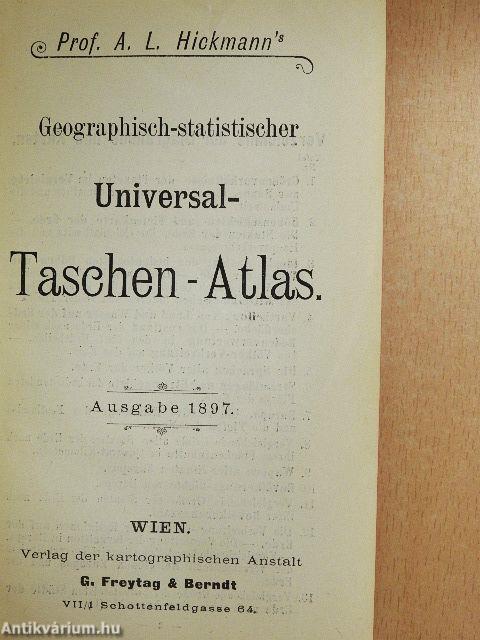 Prof. A. L. Hickmann's
Geographisch-statistischer
Universal-
Taschen-Atlas.
Ausgabe 1897.
WIEN.
Verlag der kartographischen Anstalt
G. Freytag & Berndt
VII/1 Schottenfeldgasse 64.
Antikvárium.hu